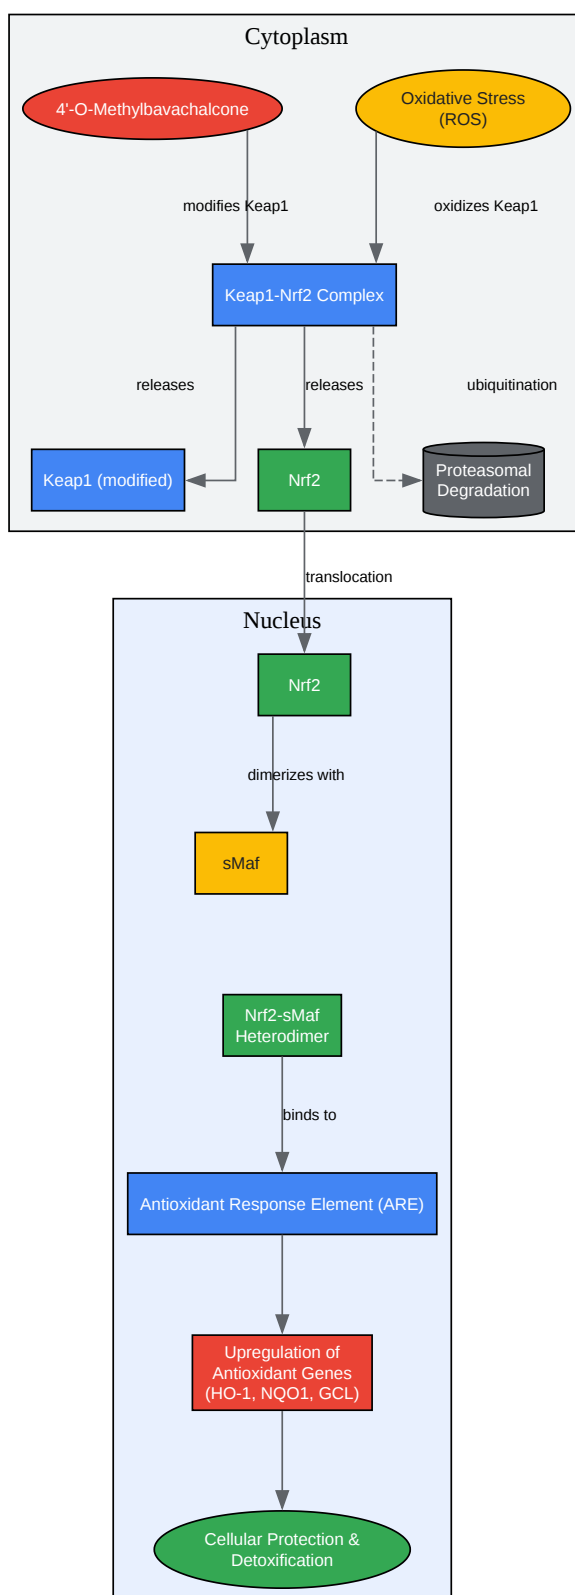 Cytoplasm
4'-O-Methylbavachalcone
Oxidative Stress
(ROS)
modifies Keap1
oxidizes Keap1
Keap1-Nrf2 Complex
releases
releases
ubiquitination
Keap1 (modified)
Nrf2
Proteasomal
Degradation
translocation
Nucleus
Nrf2
dimerizes with
sMaf
Nrf2-sMaf
Heterodimer
binds to
Antioxidant Response Element (ARE)
Upregulation of
Antioxidant Genes
(HO-1, NQO1, GCL)
Cellular Protection &
Detoxification